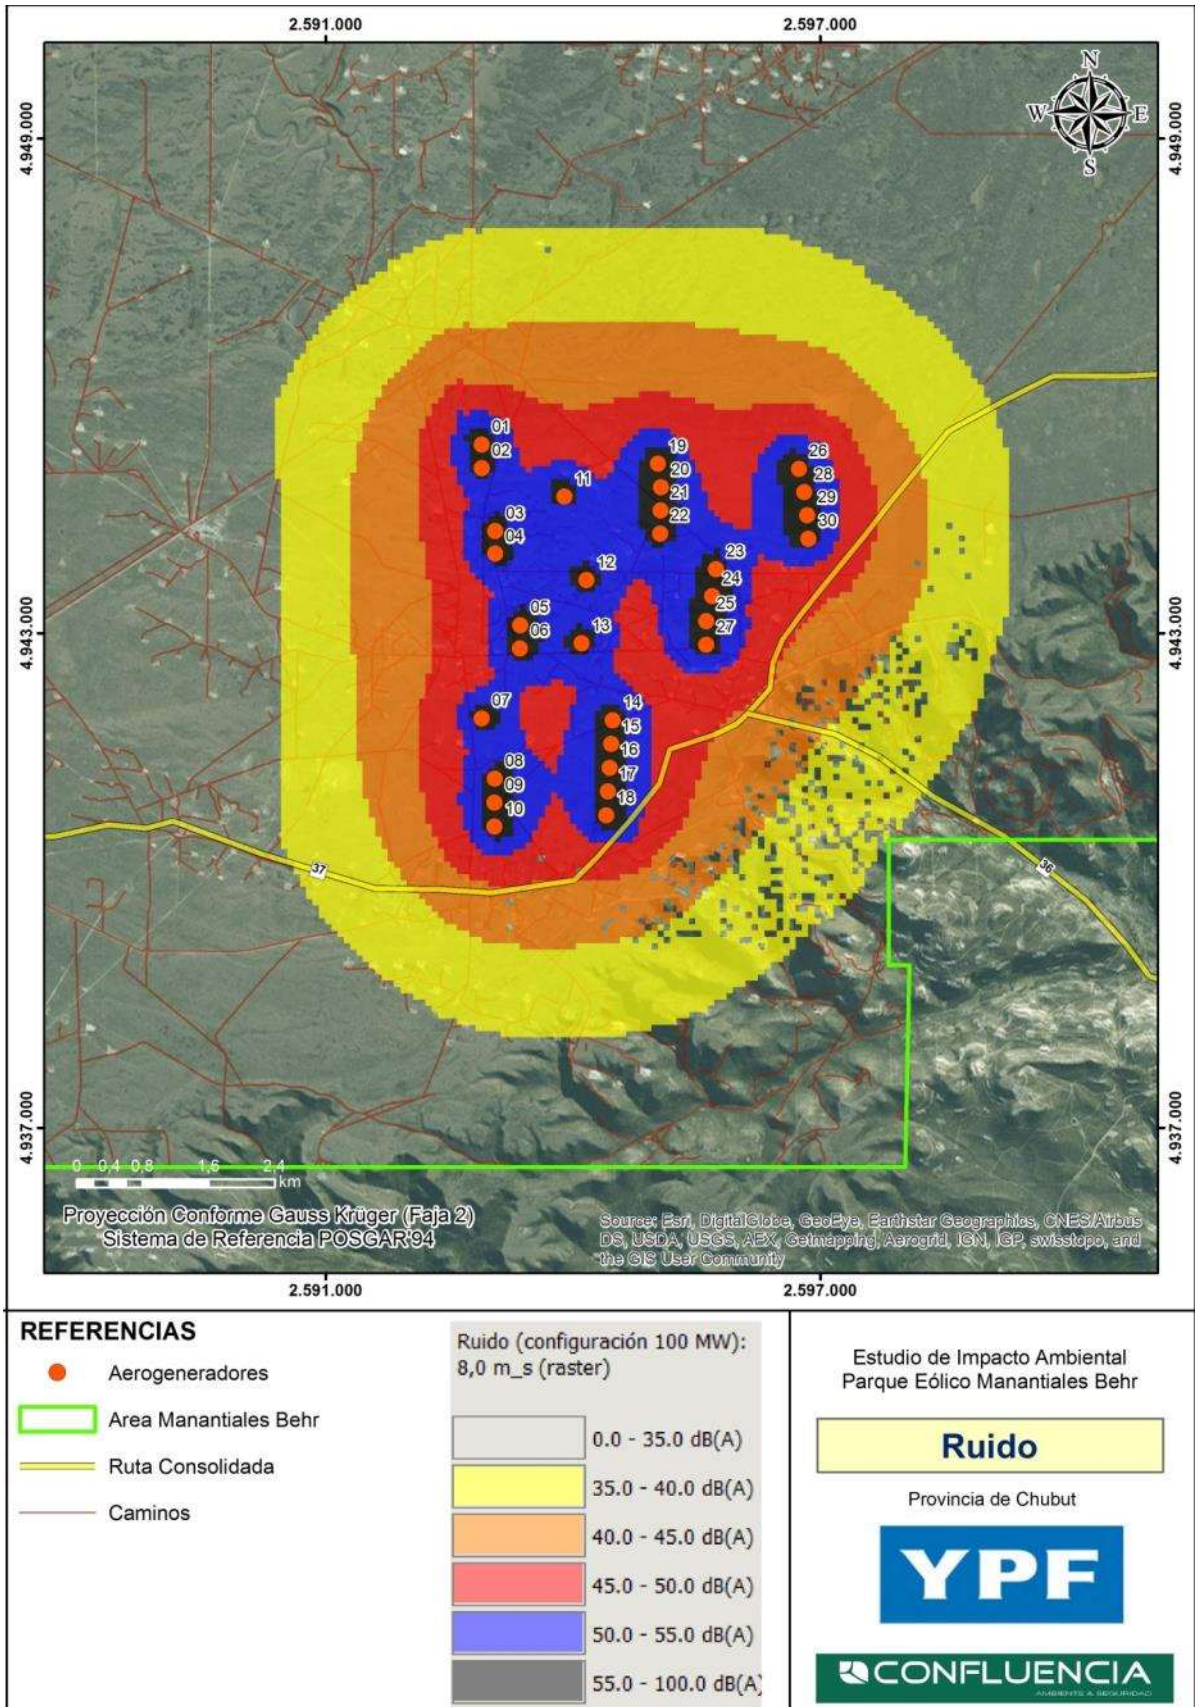 2.591.000
2.597.000
N
W
E
S
4.949.000
4.949.000
01
02
11
19
20
21
22
26
28
29
30
03
04
12
23
24
25
27
05
06
13
4.943.000
4.943.000
07
14
15
16
17
18
08
09
10
37
36
4.937.000
4.937.000
0 0,4 0,8 1,6 2,4
km
Proyección Conforme Gauss Krüger (Faja 2)
Sistema de Referencia POSGAR'94
Source: Esri, DigitalGlobe, GeoEye, Earthstar Geographics, CNES/Airbus
DS, USDA, USGS, AEX, Getmapping, Aerogrid, IGN, IGP, swisstopo, and
the GIS User Community
2.591.000
2.597.000
REFERENCIAS
Aerogeneradores
Area Manantiales Behr
Ruta Consolidada
Caminos
Ruido (configuración 100 MW):
8,0 m_s (raster)
0.0 - 35.0 dB(A)
35.0 - 40.0 dB(A)
40.0 - 45.0 dB(A)
45.0 - 50.0 dB(A)
50.0 - 55.0 dB(A)
55.0 - 100.0 dB(A)
Estudio de Impacto Ambiental
Parque Eólico Manantiales Behr
Ruido
Provincia de Chubut
YPF
CONFLUENCIA
AMBIENTE & SEGURIDAD